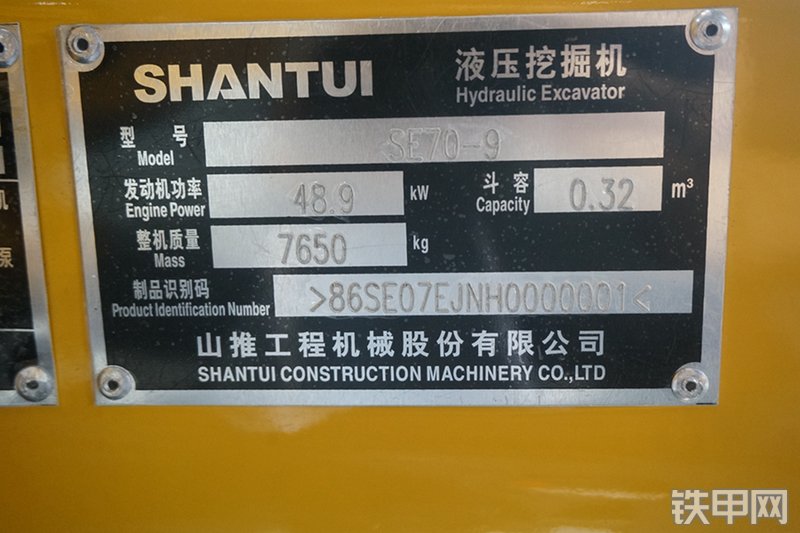 SHANTUI 液压挖掘机
Hydraulic Excavator
型 号 SE70-9
Model
发动机功率 48.9 kW 斗 容 0.32 m³
Engine Power Capacity
整机质量 7650 kg
Mass
制品识别码 >86SE07EJNH0000001<
Product Identification Number
山推工程机械股份有限公司
SHANTUI CONSTRUCTION MACHINERY CO.,LTD
机
泵
铁甲网